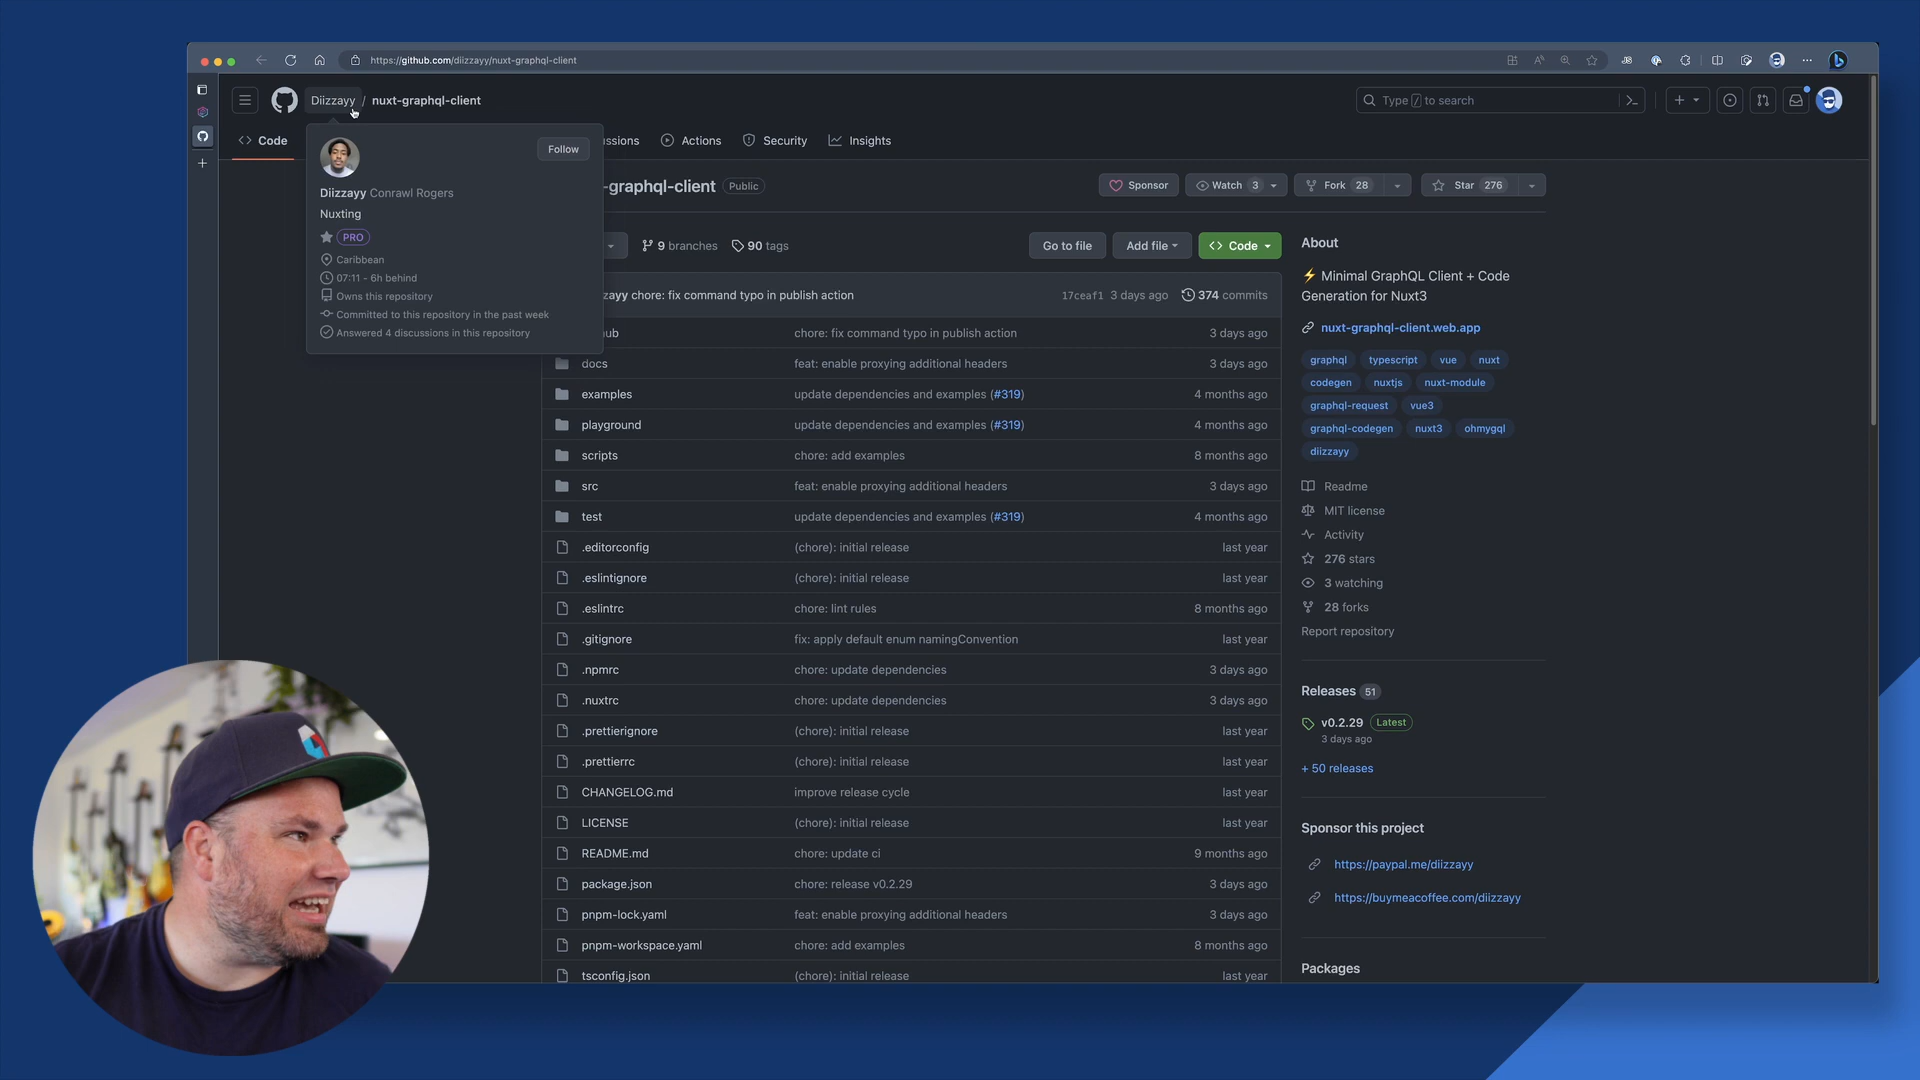 https://github.com/diizzayy/nuxt-graphql-client
Diizzayy / nuxt-graphql-client
Type / to search
Code
ssions
Actions
Security
Insights
Follow
Diizzayy Conrawl Rogers
Nuxting
PRO
Caribbean
07:11 - 6h behind
Owns this repository
Committed to this repository in the past week
Answered 4 discussions in this repository
-graphql-client Public
Sponsor
Watch 3
Fork 28
Star 276
9 branches
90 tags
Go to file
Add file
Code
zayy chore: fix command typo in publish action 17ceaf1 3 days ago 374 commits
ub chore: fix command typo in publish action 3 days ago
docs feat: enable proxying additional headers 3 days ago
examples update dependencies and examples (#319) 4 months ago
playground update dependencies and examples (#319) 4 months ago
scripts chore: add examples 8 months ago
src feat: enable proxying additional headers 3 days ago
test update dependencies and examples (#319) 4 months ago
.editorconfig (chore): initial release last year
.eslintignore (chore): initial release last year
.eslintrc chore: lint rules 8 months ago
.gitignore fix: apply default enum namingConvention last year
.npmrc chore: update dependencies 3 days ago
.nuxtrc chore: update dependencies 3 days ago
.prettierignore (chore): initial release last year
.prettierrc (chore): initial release last year
CHANGELOG.md improve release cycle last year
LICENSE (chore): initial release last year
README.md chore: update ci 9 months ago
package.json chore: release v0.2.29 3 days ago
pnpm-lock.yaml feat: enable proxying additional headers 3 days ago
pnpm-workspace.yaml chore: add examples 8 months ago
tsconfig.json (chore): initial release last year
About
⚡ Minimal GraphQL Client + Code
Generation for Nuxt3
nuxt-graphql-client.web.app
graphql typescript vue nuxt
codegen nuxtjs nuxt-module
graphql-request vue3
graphql-codegen nuxt3 ohmygql
diizzayy
Readme
MIT license
Activity
276 stars
3 watching
28 forks
Report repository
Releases 51
v0.2.29 Latest
3 days ago
+ 50 releases
Sponsor this project
https://paypal.me/diizzayy
https://buymeacoffee.com/diizzayy
Packages